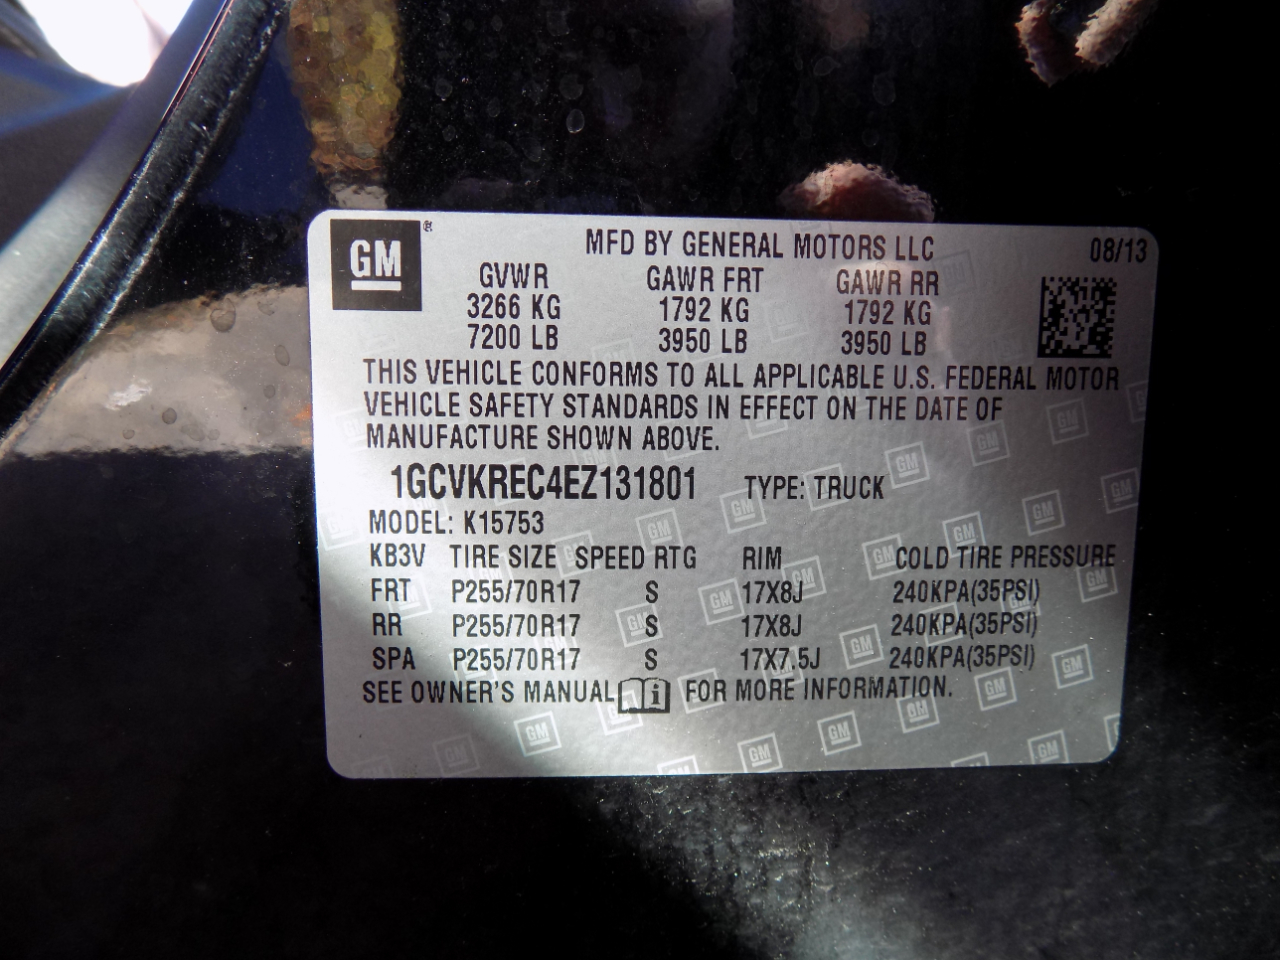 GM® MFD BY GENERAL MOTORS LLC 08/13
GVWR GAWR FRT GAWR RR
3266 KG 1792 KG 1792 KG
7200 LB 3950 LB 3950 LB
THIS VEHICLE CONFORMS TO ALL APPLICABLE U.S. FEDERAL MOTOR
VEHICLE SAFETY STANDARDS IN EFFECT ON THE DATE OF
MANUFACTURE SHOWN ABOVE.
1GCVKREC4EZ131801 TYPE: TRUCK
MODEL: K15753
KB3V TIRE SIZE SPEED RTG RIM COLD TIRE PRESSURE
FRT P255/70R17 S 17X8J 240KPA(35PSI)
RR P255/70R17 S 17X8J 240KPA(35PSI)
SPA P255/70R17 S 17X7.5J 240KPA(35PSI)
SEE OWNER'S MANUAL i FOR MORE INFORMATION.